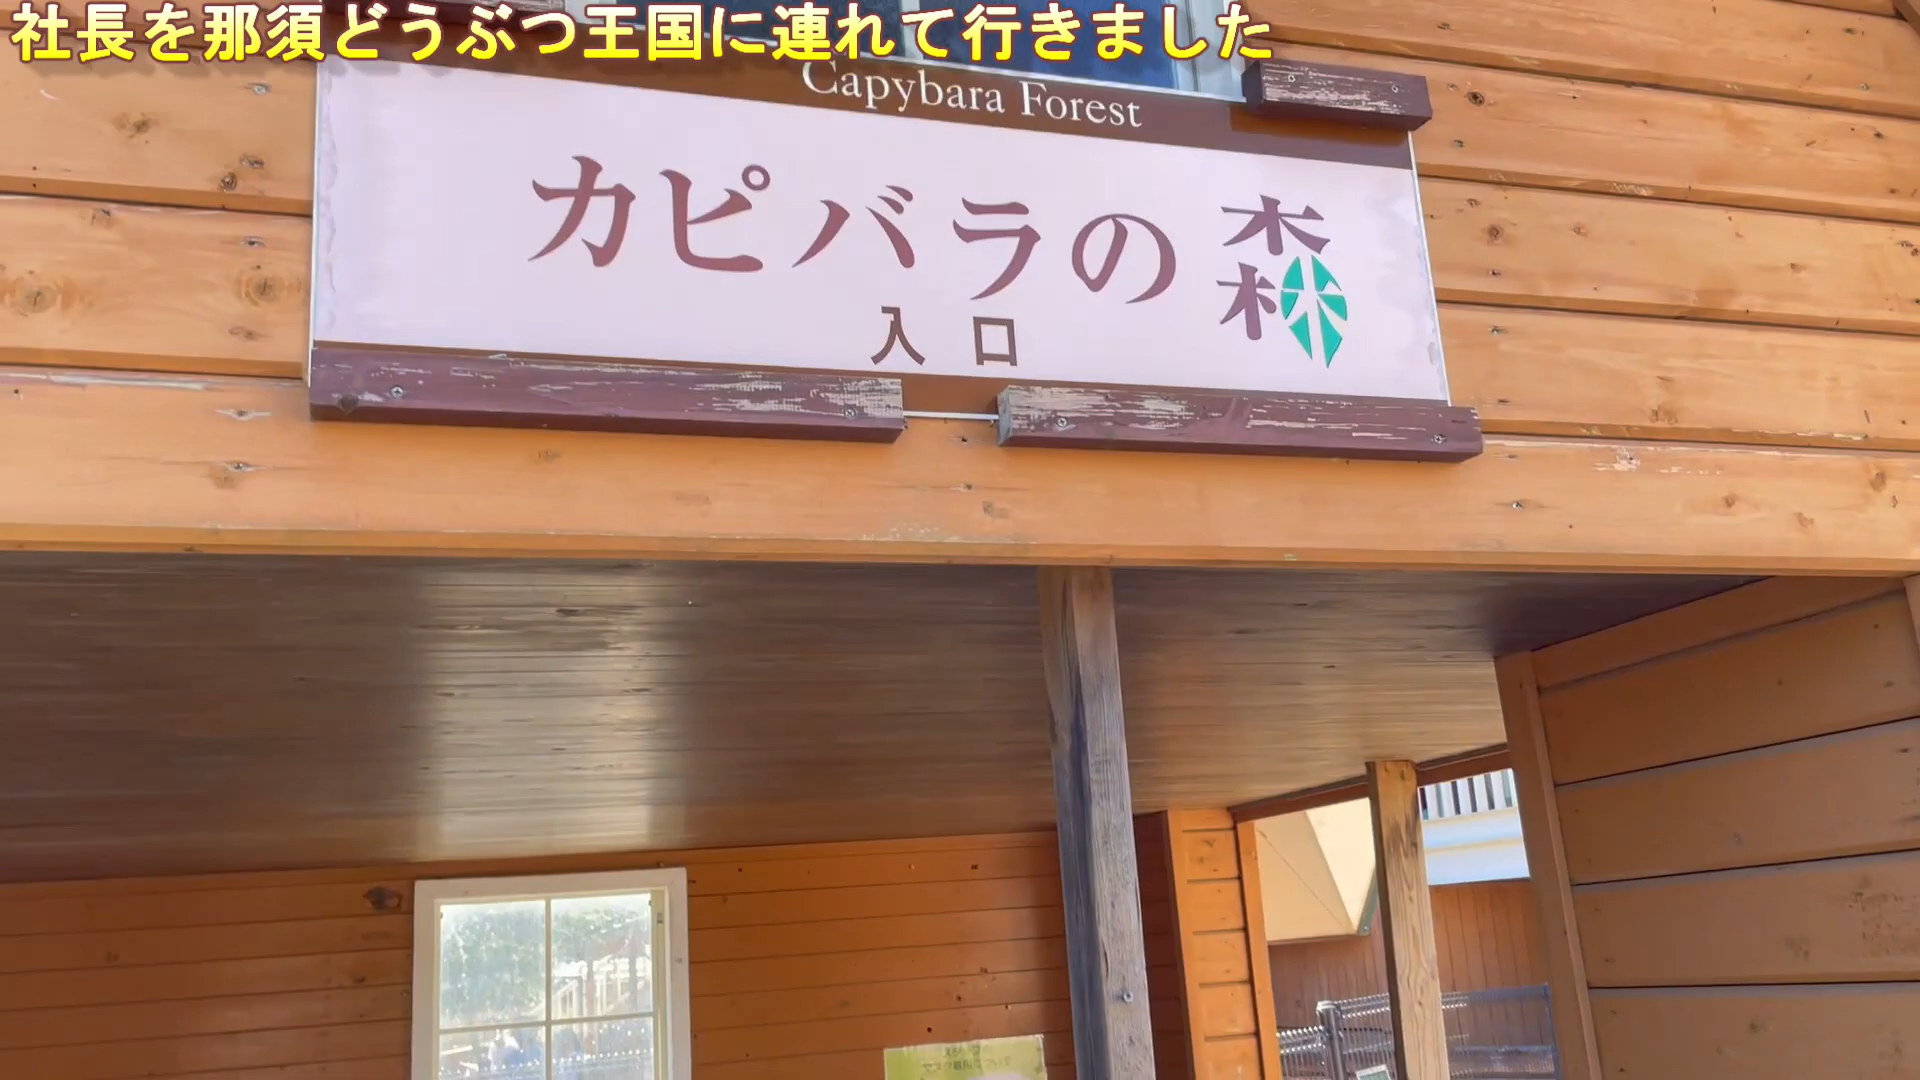 社長を那須どうぶつ王国に連れて行きました
Capybara Forest
カピバラの森
入口